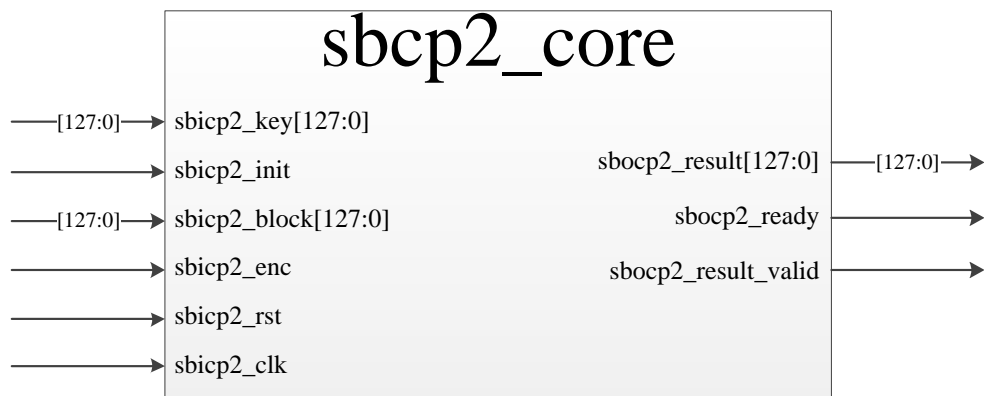 sbcp2_core
[127:0] sbicp2_key[127:0]
sbicp2_init
[127:0] sbicp2_block[127:0]
sbicp2_enc
sbicp2_rst
sbicp2_clk
sbocp2_result[127:0] [127:0]
sbocp2_ready
sbocp2_result_valid